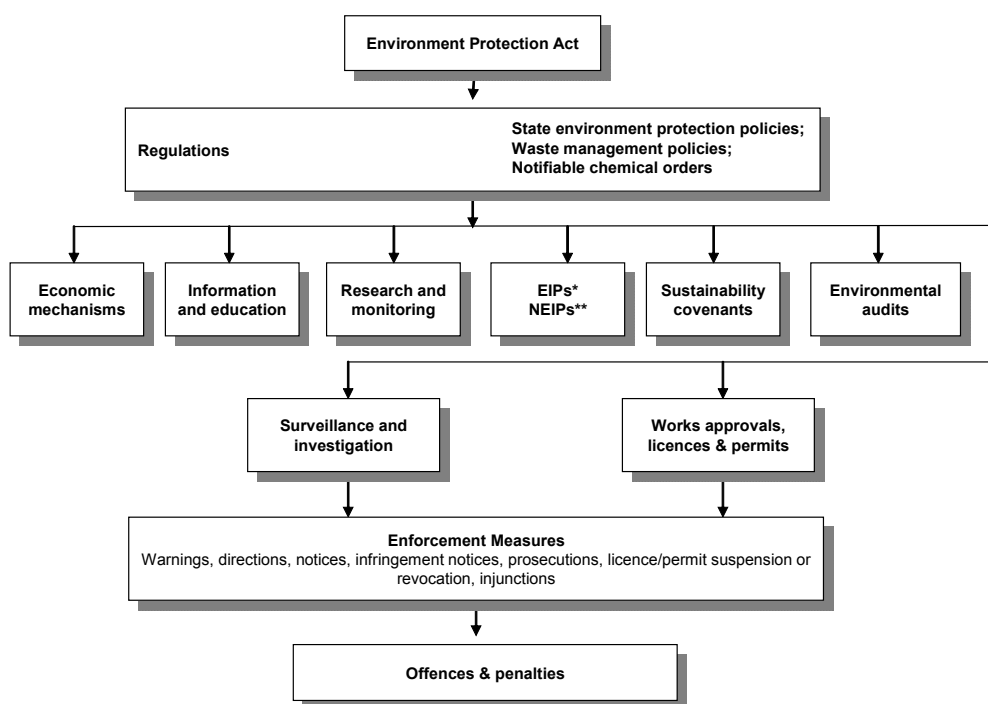 Environment Protection Act
Regulations
State environment protection policies;
Waste management policies;
Notifiable chemical orders
Economic
mechanisms
Information
and education
Research and
monitoring
EIPs*
NEIPs**
Sustainability
covenants
Environmental
audits
Surveillance and
investigation
Works approvals,
licences & permits
Enforcement Measures
Warnings, directions, notices, infringement notices, prosecutions, licence/permit suspension or
revocation, injunctions
Offences & penalties